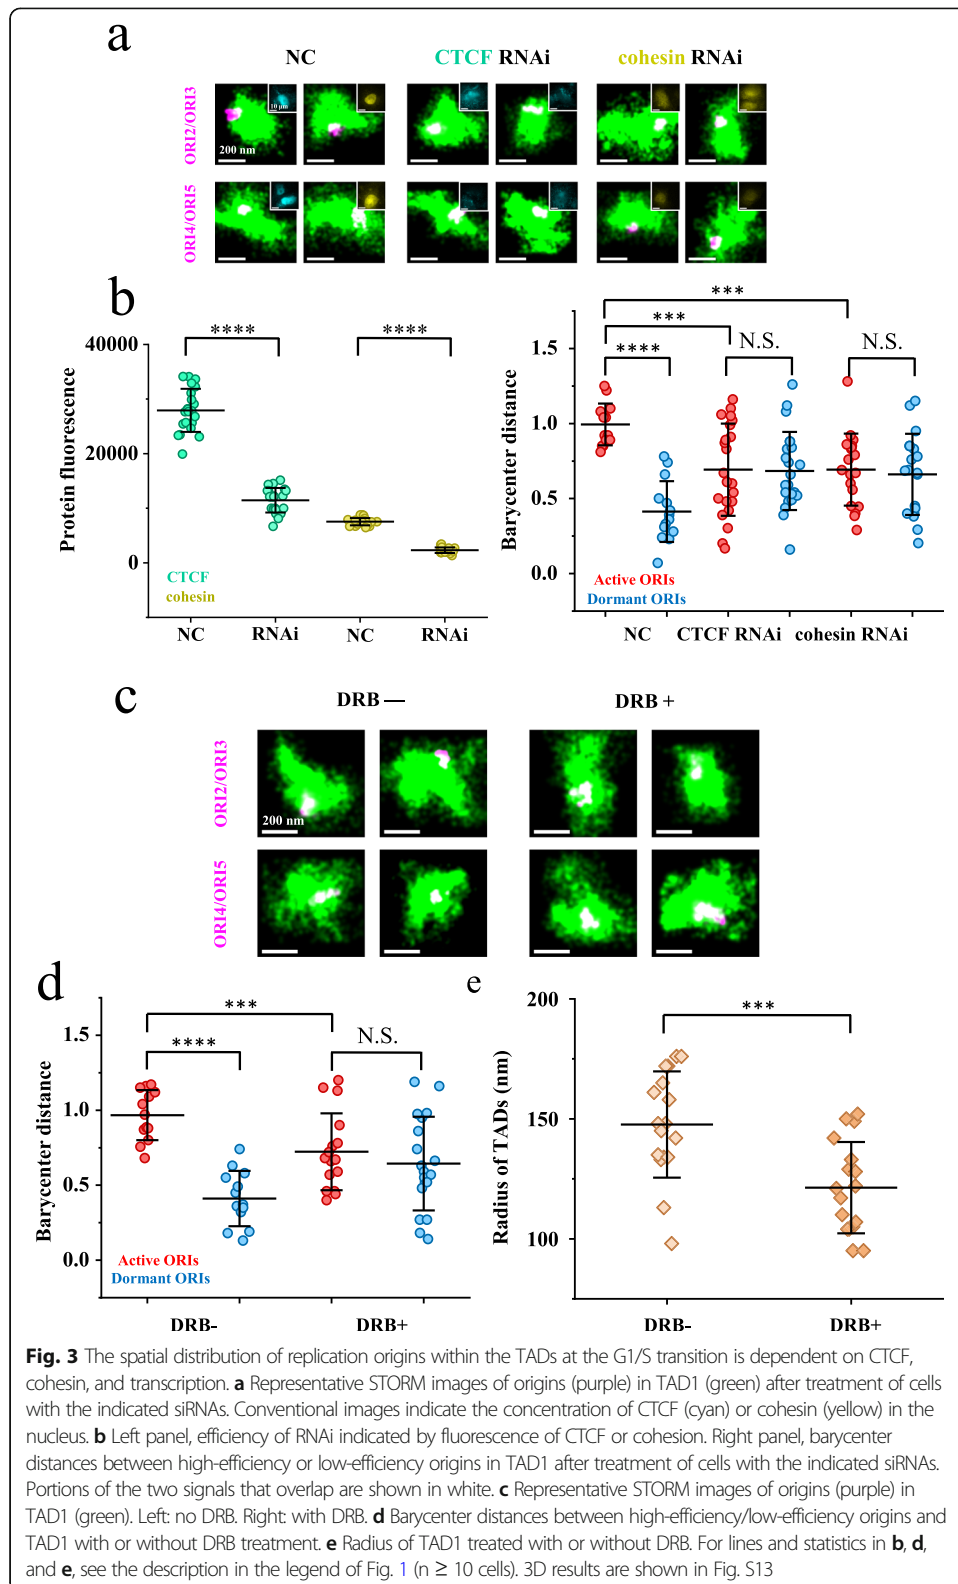 a
NC
CTCF RNAi
cohesin RNAi
ORI2/ORI3
10 μm
200 nm
ORI4/ORI5
b
Protein fluorescence
40000
20000
0
****
****
CTCF
cohesin
NC
RNAi
NC
RNAi
Barycenter distance
1.5
1.0
0.5
0.0
***
***
****
N.S.
N.S.
Active ORIs
Dormant ORIs
NC
CTCF RNAi
cohesin RNAi
c
DRB —
DRB +
ORI2/ORI3
200 nm
ORI4/ORI5
d
Barycenter distance
1.5
1.0
0.5
0.0
***
****
N.S.
Active ORIs
Dormant ORIs
DRB-
DRB+
e
Radius of TADs (nm)
200
150
100
***
DRB-
DRB+
Fig. 3 The spatial distribution of replication origins within the TADs at the G1/S transition is dependent on CTCF,
cohesin, and transcription. a Representative STORM images of origins (purple) in TAD1 (green) after treatment of cells
with the indicated siRNAs. Conventional images indicate the concentration of CTCF (cyan) or cohesin (yellow) in the
nucleus. b Left panel, efficiency of RNAi indicated by fluorescence of CTCF or cohesion. Right panel, barycenter
distances between high-efficiency or low-efficiency origins in TAD1 after treatment of cells with the indicated siRNAs.
Portions of the two signals that overlap are shown in white. c Representative STORM images of origins (purple) in
TAD1 (green). Left: no DRB. Right: with DRB. d Barycenter distances between high-efficiency/low-efficiency origins and
TAD1 with or without DRB treatment. e Radius of TAD1 treated with or without DRB. For lines and statistics in b, d,
and e, see the description in the legend of Fig. 1 (n ≥ 10 cells). 3D results are shown in Fig. S13